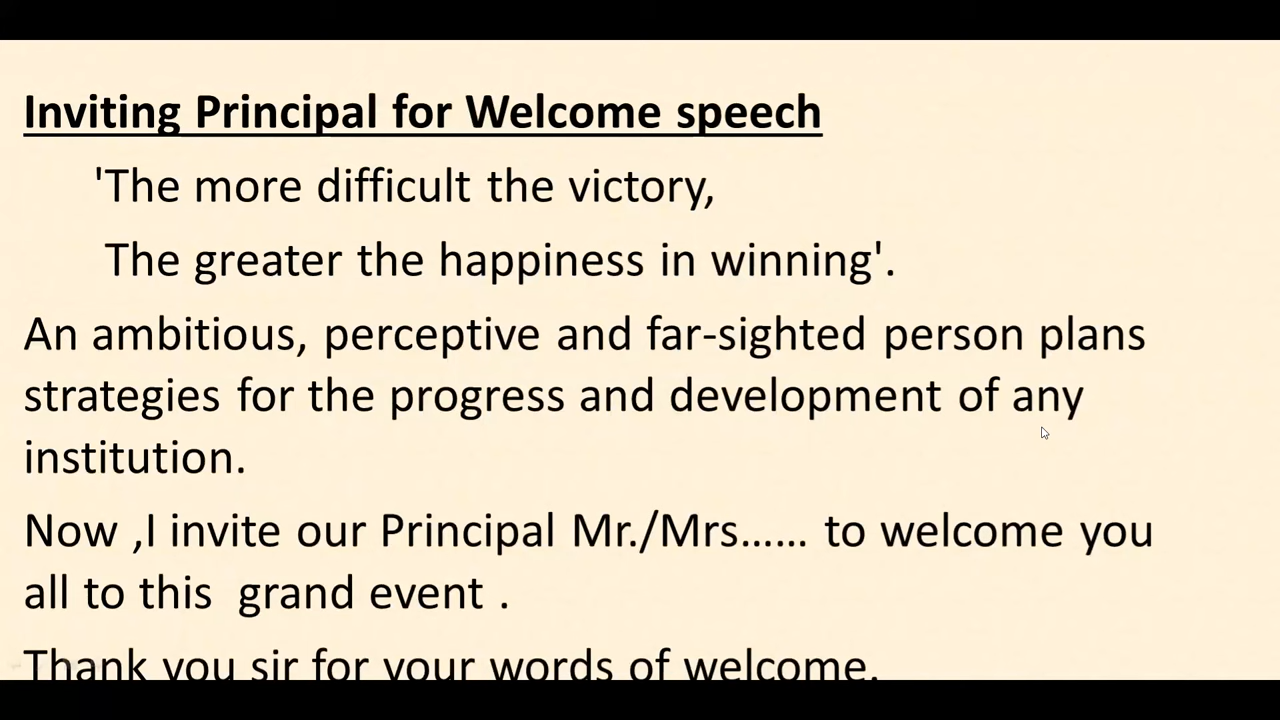 Inviting Principal for Welcome speech
'The more difficult the victory,
The greater the happiness in winning'.
An ambitious, perceptive and far-sighted person plans
strategies for the progress and development of any
institution.
Now ,I invite our Principal Mr./Mrs...... to welcome you
all to this  grand event .
Thank you sir for your words of welcome.